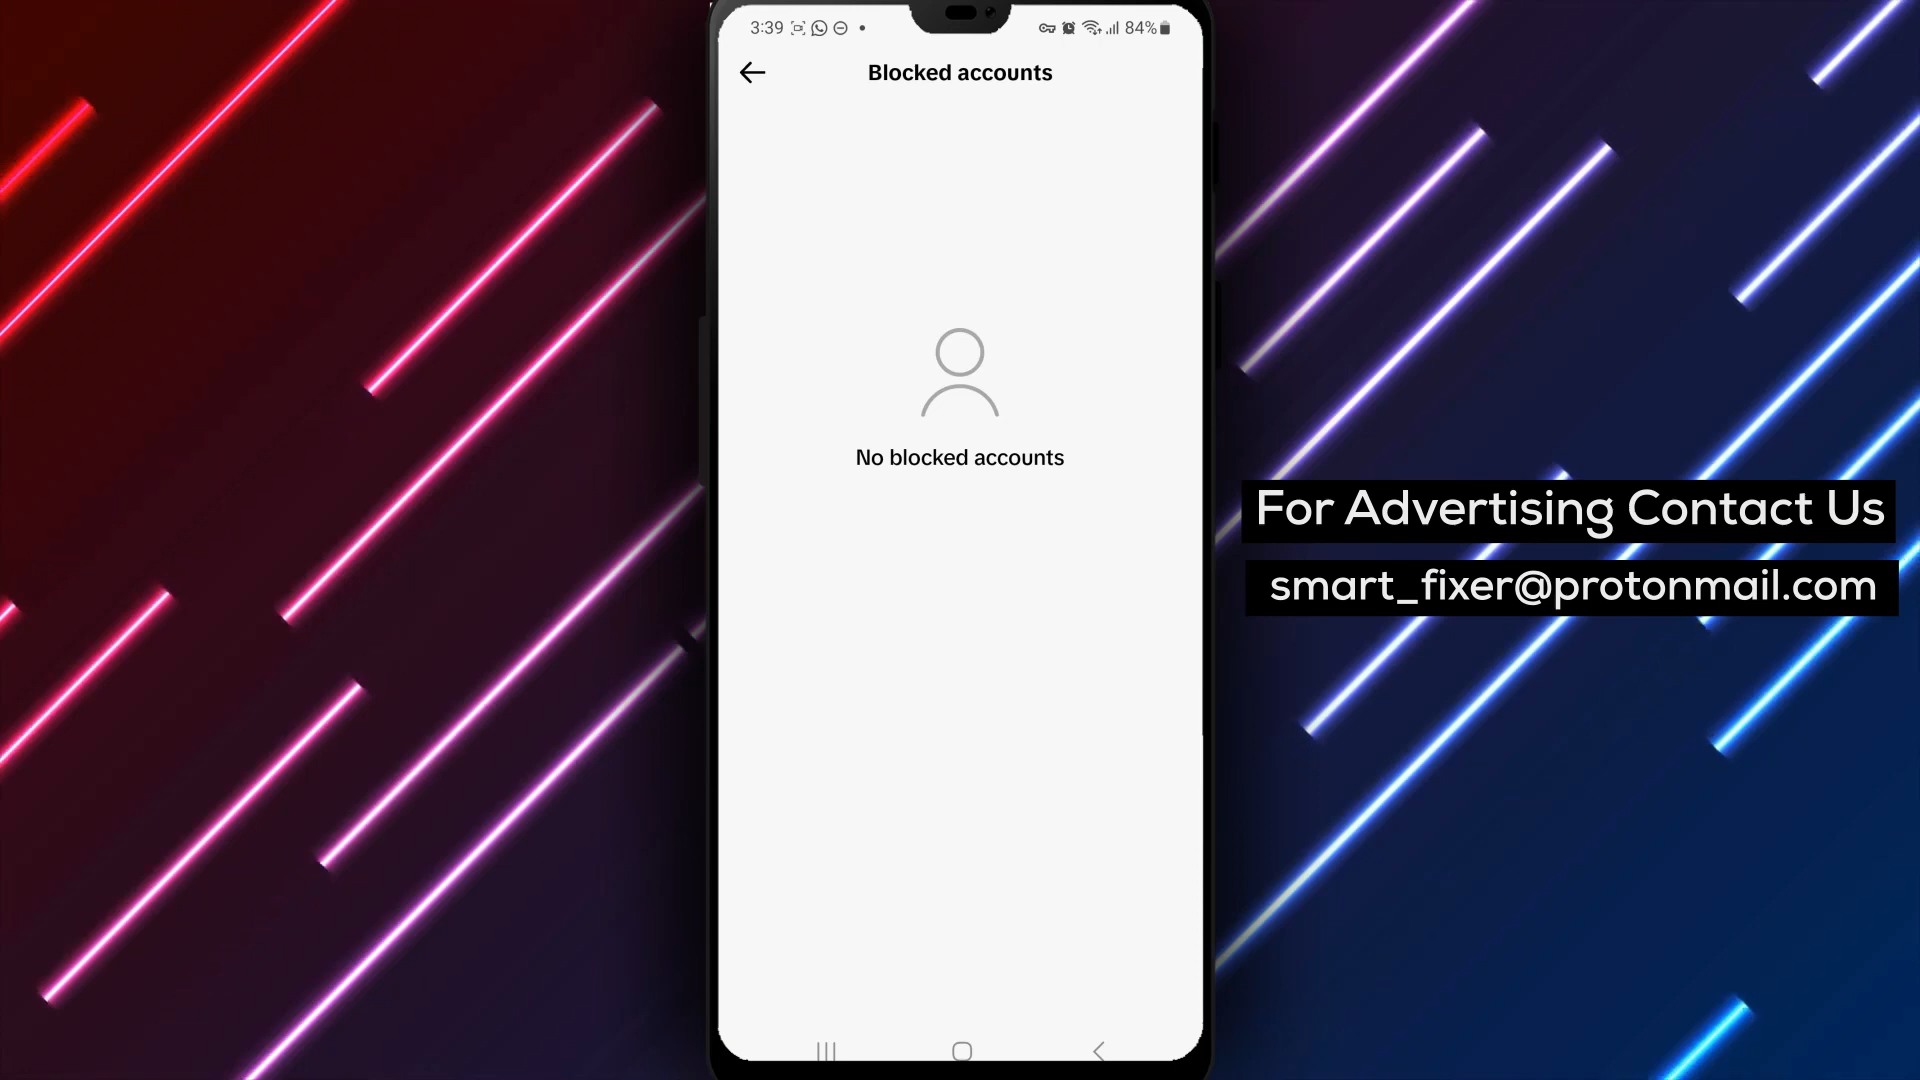 3:39
84%
Blocked accounts
No blocked accounts
For Advertising Contact Us
smart_fixer@protonmail.com